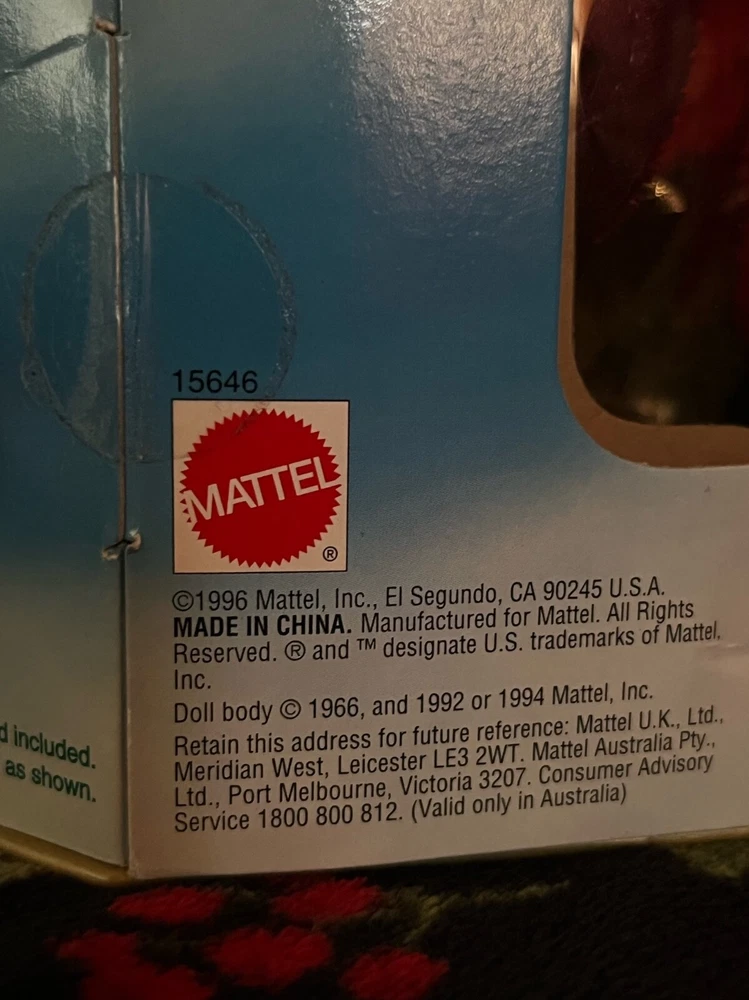 15646
MATTEL
®
©1996 Mattel, Inc., El Segundo, CA 90245 U.S.A.
MADE IN CHINA. Manufactured for Mattel. All Rights
Reserved. ® and ™ designate U.S. trademarks of Mattel,
Inc.
Doll body © 1966, and 1992 or 1994 Mattel, Inc.
Retain this address for future reference: Mattel U.K., Ltd.,
Meridian West, Leicester LE3 2WT. Mattel Australia Pty.,
Ltd., Port Melbourne, Victoria 3207. Consumer Advisory
Service 1800 800 812. (Valid only in Australia)
included.
as shown.